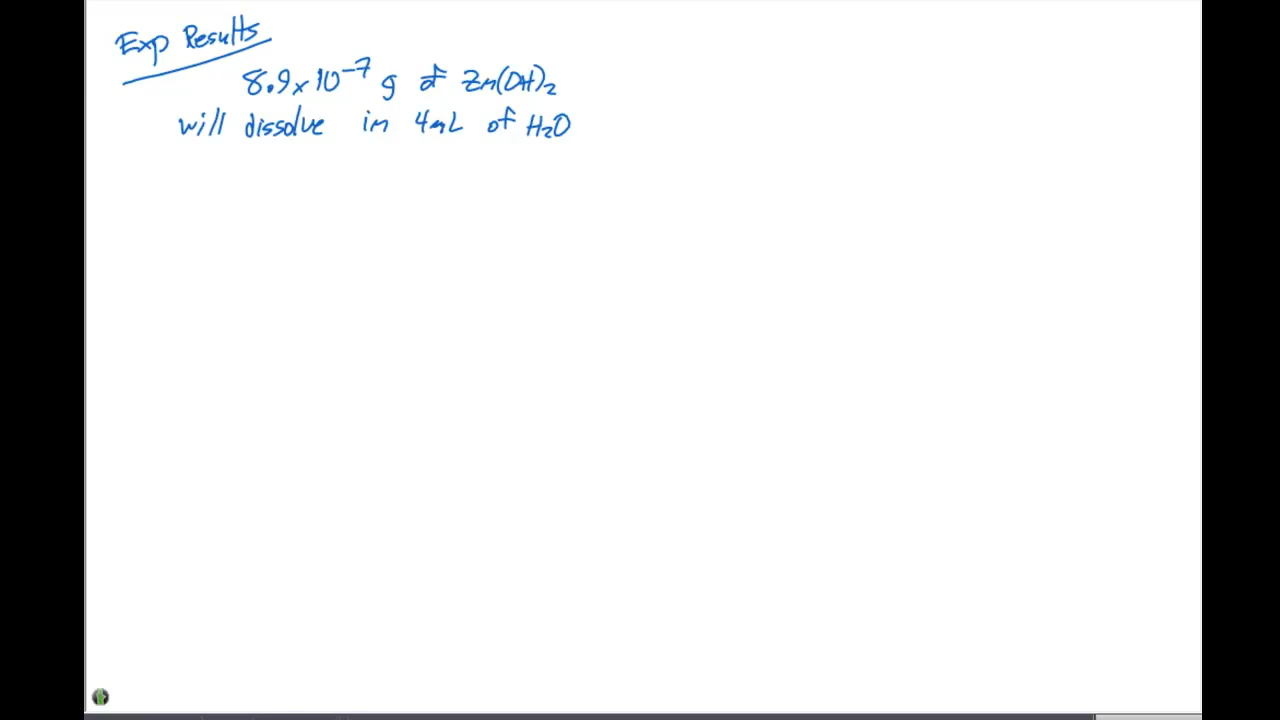 Exp Results
8.9x10⁻⁷ g of Zn(OH)₂
will dissolve in 4mL of H₂O